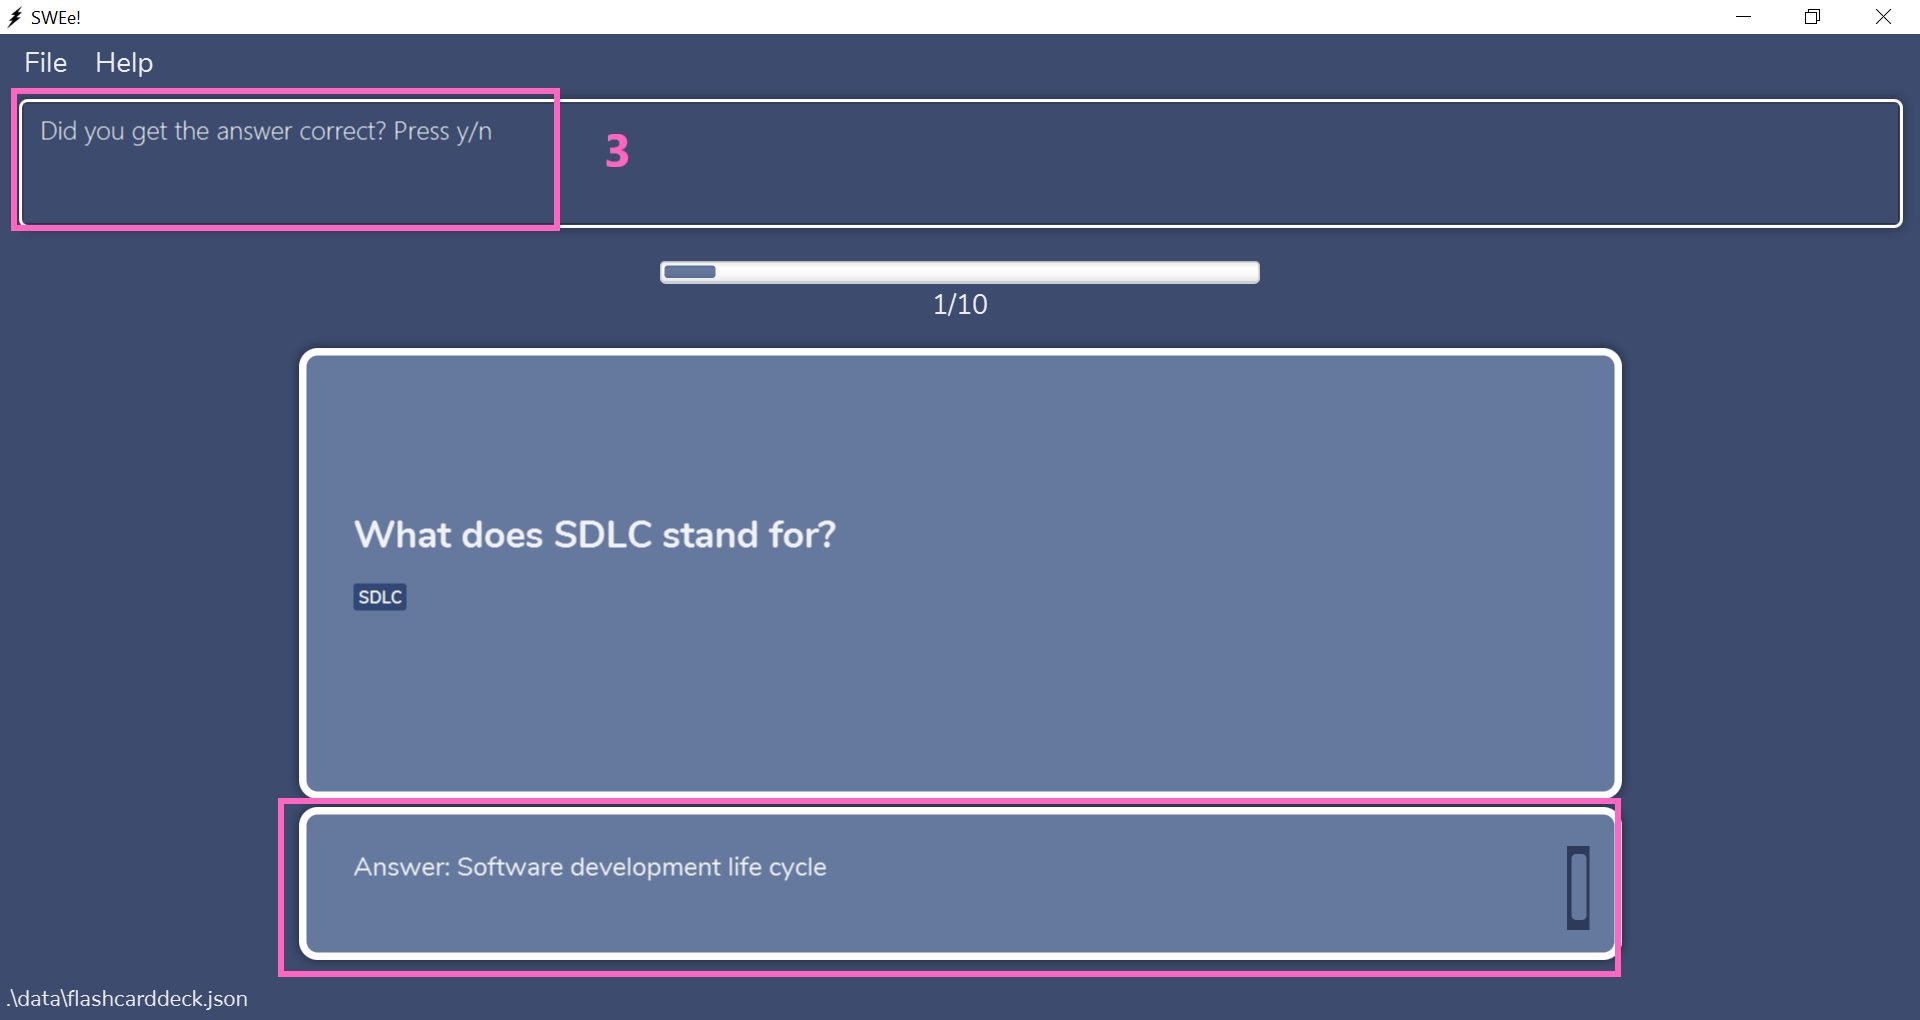 SWEe!
File Help
Did you get the answer correct? Press y/n
3
1/10
What does SDLC stand for?
SDLC
Answer: Software development life cycle
.\data\flashcarddeck.json